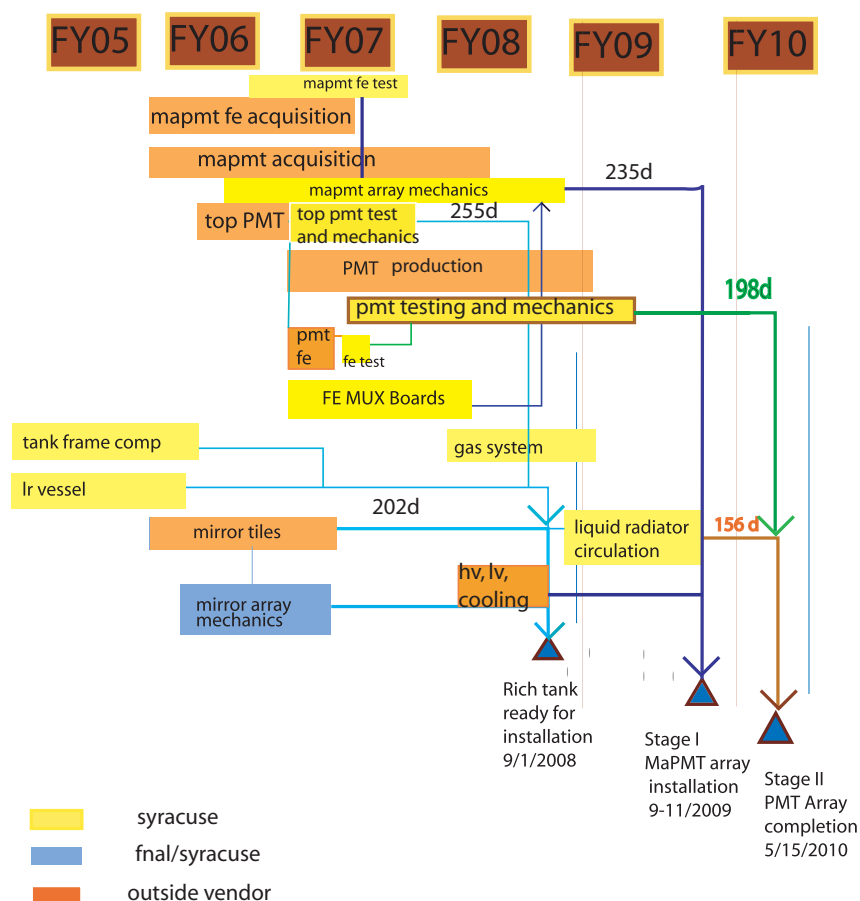 FY05 FY06 FY07 FY08 FY09 FY10
mapmt fe test
mapmt fe acquisition
mapmt acquisition
235d
mapmt array mechanics
top PMT
top pmt test
and mechanics
255d
PMT production
198d
pmt testing and mechanics
pmt
fe
fe test
FE MUX Boards
tank frame comp
gas system
lr vessel
202d
mirror tiles
liquid radiator
circulation
156 d
hv, lv,
cooling
mirror array
mechanics
Rich tank
ready for
installation
9/1/2008
Stage I
MaPMT array
installation
9-11/2009
Stage II
PMT Array
completion
5/15/2010
syracuse
fnal/syracuse
outside vendor